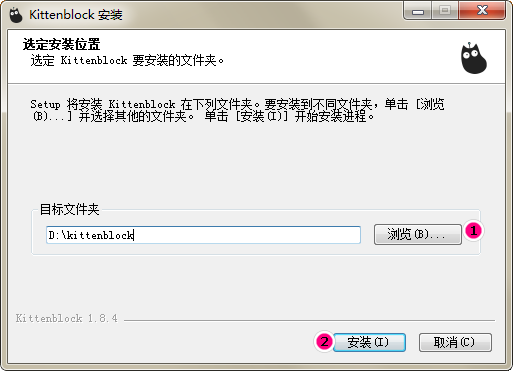 Kittenblock 安装
选定安装位置
选定 Kittenblock 要安装的文件夹。
Setup 将安装 Kittenblock 在下列文件夹。要安装到不同文件夹，单击 [浏览
(B)...] 并选择其他的文件夹。 单击 [安装(I)] 开始安装进程。
目标文件夹
D:\kittenblock
浏览(B)...
1
Kittenblock 1.8.4
2
安装(I)
取消(C)